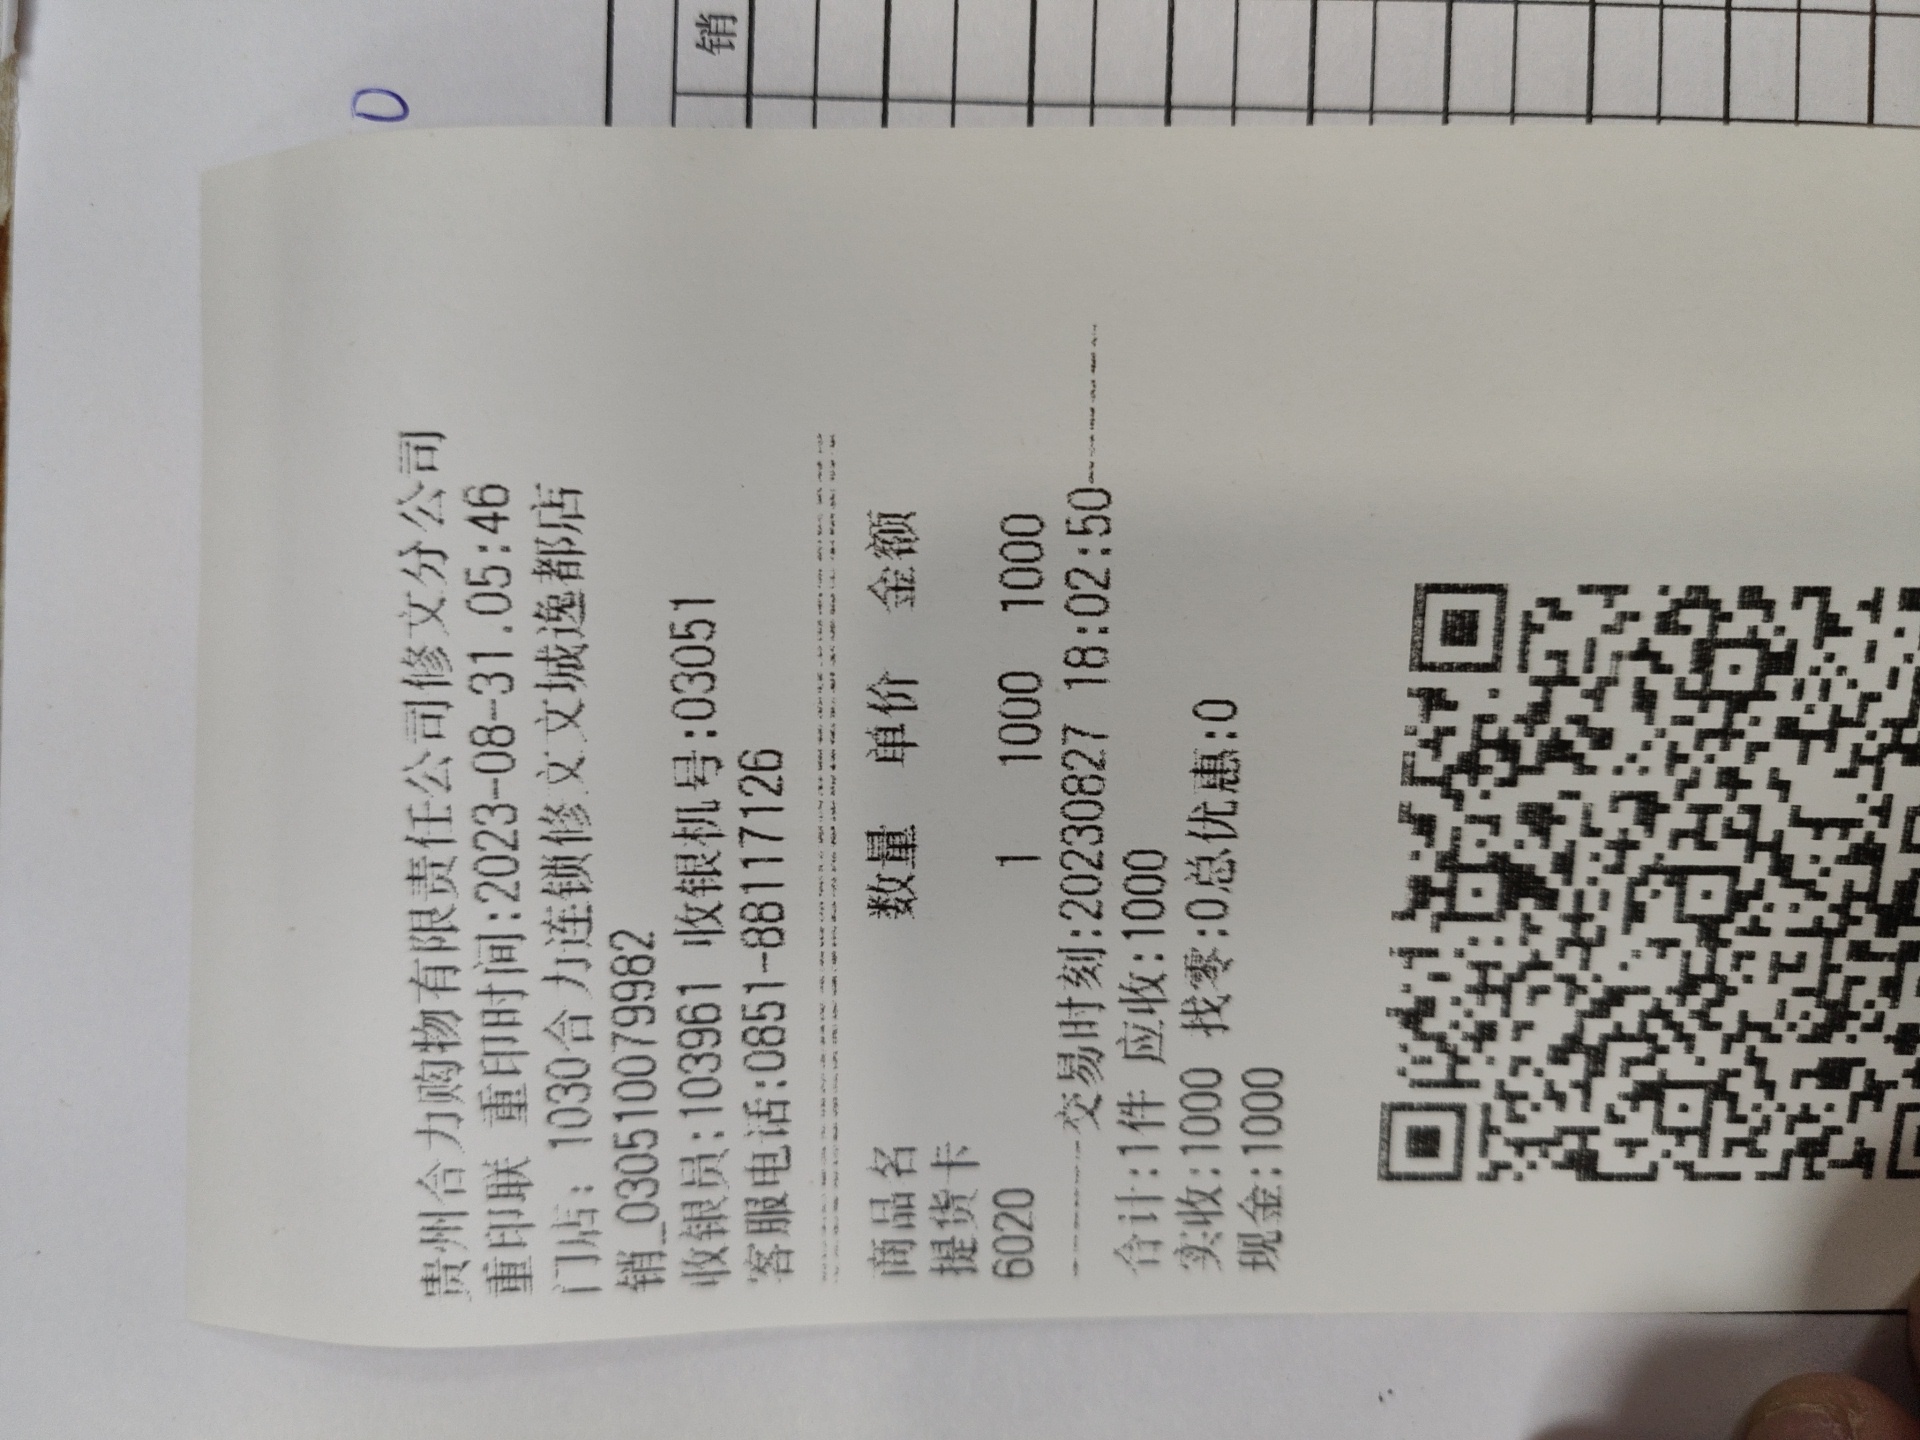 贵州合力购物有限责任公司修文分公司
重印联 重印时间:2023-08-31.05:46
门店: 1030合力连锁修文文城逸都店
销_030510079982
收银员:103961 收银机号:03051
客服电话:0851-88117126
商品名 数量 单价 金额
提货卡
6020 1 1000 1000
------交易时刻:20230827 18:02:50---------
合计:1件 应收:1000
实收:1000 找零:0总优惠:0
现金:1000
销
0